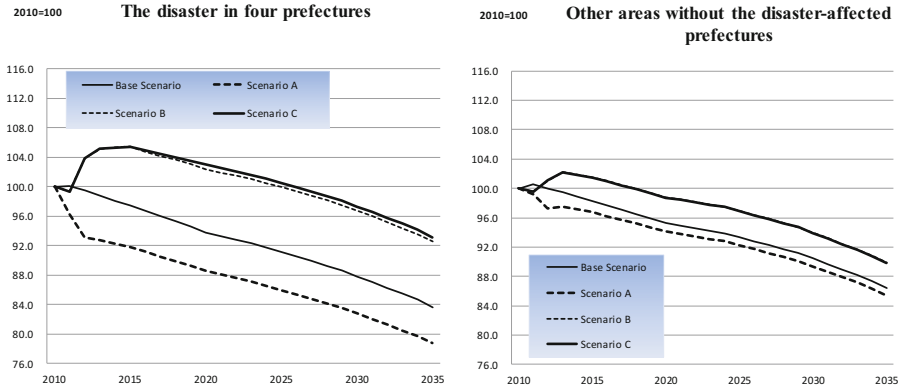 2010=100
The disaster in four prefectures
116.0
112.0
108.0
104.0
100.0
96.0
92.0
88.0
84.0
80.0
76.0
Base Scenario
Scenario A
Scenario B
Scenario C
2010 2015 2020 2025 2030 2035
2010=100
Other areas without the disaster-affected
prefectures
116.0
112.0
108.0
104.0
100.0
96.0
92.0
88.0
84.0
80.0
76.0
Base Scenario
Scenario A
Scenario B
Scenario C
2010 2015 2020 2025 2030 2035